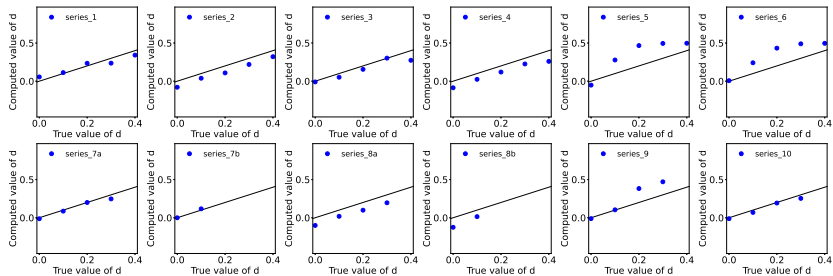 series_1
series_2
series_3
series_4
series_5
series_6
Computed value of d
0.5
0.0
Computed value of d
0.5
0.0
Computed value of d
0.5
0.0
Computed value of d
0.5
0.0
Computed value of d
0.5
0.0
Computed value of d
0.5
0.0
0.0 0.2 0.4
0.0 0.2 0.4
0.0 0.2 0.4
0.0 0.2 0.4
0.0 0.2 0.4
0.0 0.2 0.4
True value of d
True value of d
True value of d
True value of d
True value of d
True value of d
series_7a
series_7b
series_8a
series_8b
series_9
series_10
Computed value of d
0.5
0.0
Computed value of d
0.5
0.0
Computed value of d
0.5
0.0
Computed value of d
0.5
0.0
Computed value of d
0.5
0.0
Computed value of d
0.5
0.0
0.0 0.2 0.4
0.0 0.2 0.4
0.0 0.2 0.4
0.0 0.2 0.4
0.0 0.2 0.4
0.0 0.2 0.4
True value of d
True value of d
True value of d
True value of d
True value of d
True value of d